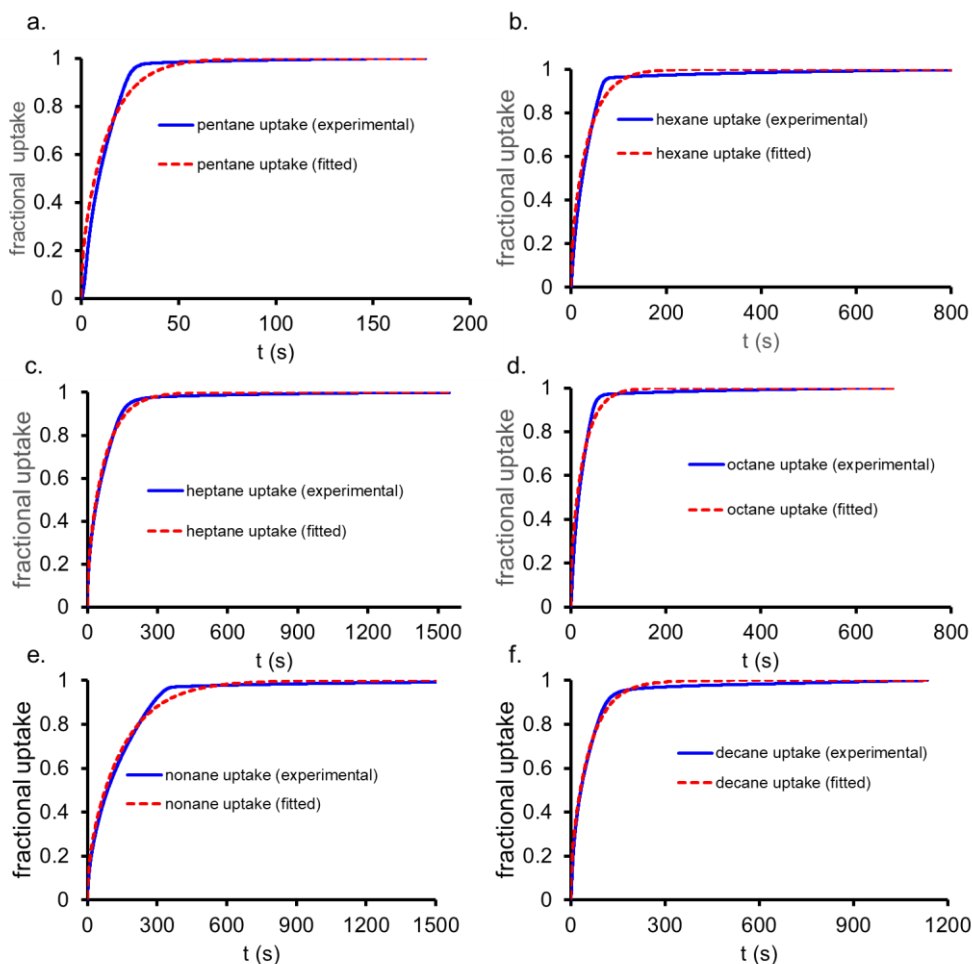 a.
fractional uptake
1
0.8
0.6
0.4
0.2
0
0 50 100 150 200
t (s)
pentane uptake (experimental)
pentane uptake (fitted)
b.
fractional uptake
1
0.8
0.6
0.4
0.2
0
0 200 400 600 800
t (s)
hexane uptake (experimental)
hexane uptake (fitted)
c.
fractional uptake
1
0.8
0.6
0.4
0.2
0
0 300 600 900 1200 1500
t (s)
heptane uptake (experimental)
heptane uptake (fitted)
d.
fractional uptake
1
0.8
0.6
0.4
0.2
0
0 200 400 600 800
t (s)
octane uptake (experimental)
octane uptake (fitted)
e.
fractional uptake
1
0.8
0.6
0.4
0.2
0
0 300 600 900 1200 1500
t (s)
nonane uptake (experimental)
nonane uptake (fitted)
f.
fractional uptake
1
0.8
0.6
0.4
0.2
0
0 300 600 900 1200
t (s)
decane uptake (experimental)
decane uptake (fitted)